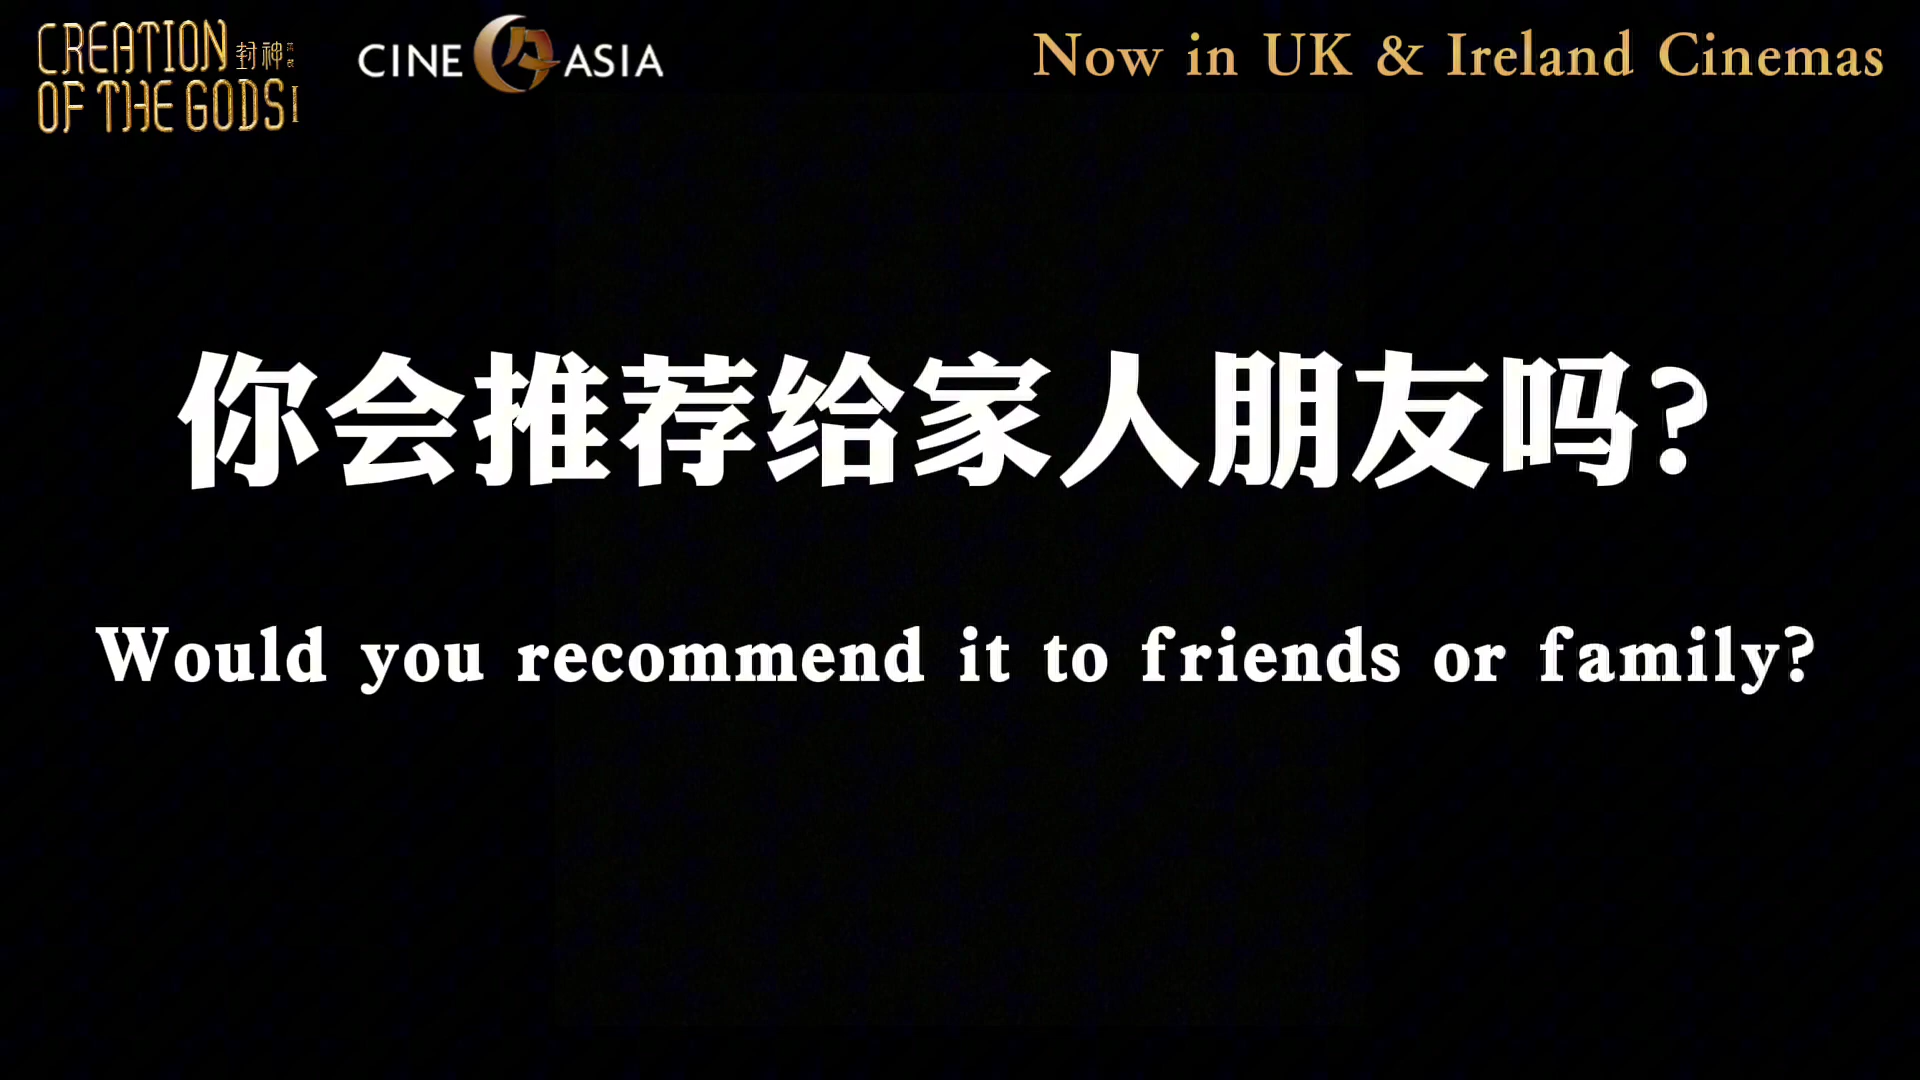 CREATION 封神
OF THE GODS I
CINE ASIA
Now in UK & Ireland Cinemas
你会推荐给家人朋友吗?
Would you recommend it to friends or family?